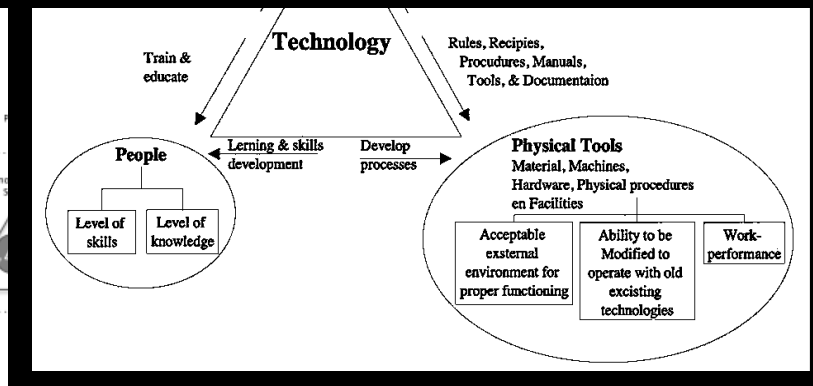 Technology
Train &
educate
Rules, Recipies,
Procudures, Manuals,
Tools, & Documentaion
People
Lerning & skills
development
Develop
processes
Physical Tools
Material, Machines,
Hardware, Physical procedures
en Facilities
Level of
skills
Level of
knowledge
Acceptable
exsternal
environment for
proper functioning
Ability to be
Modified to
operate with old
excisting
technologies
Work-
performance